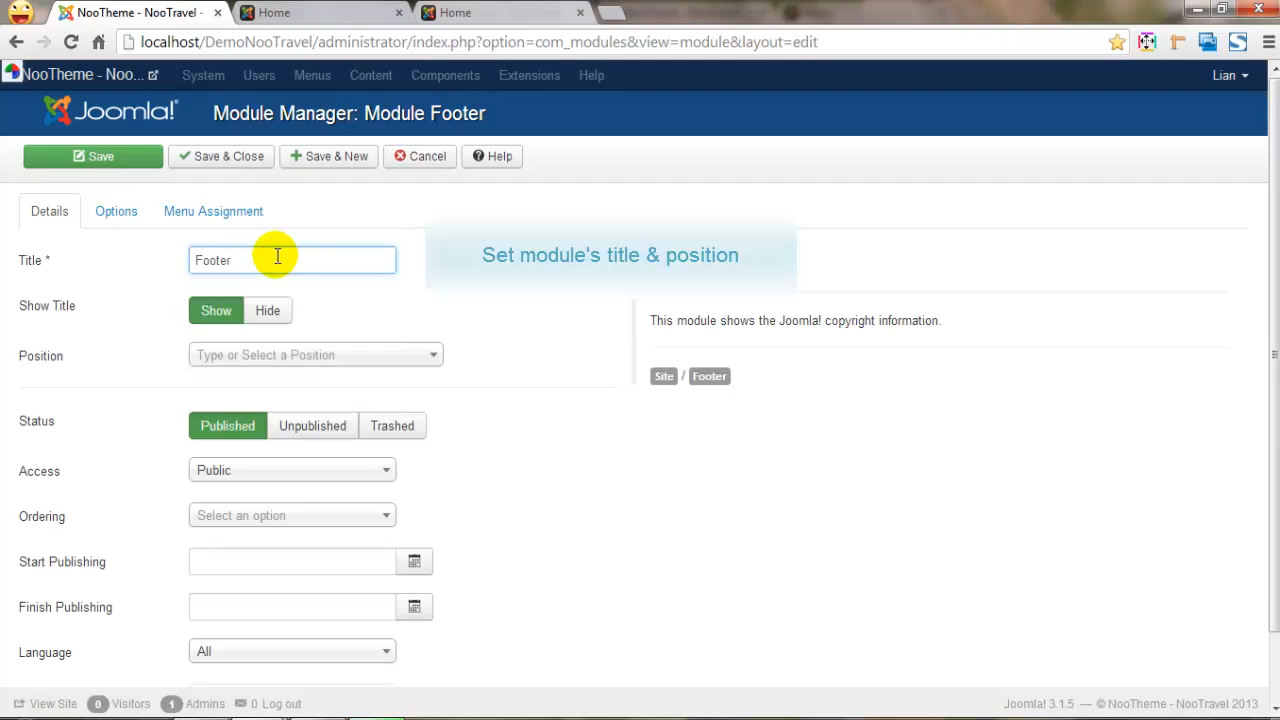 NooTheme - NooTravel -
Home
Home
localhost/DemoNooTravel/administrator/index.php?option=com_modules&view=module&layout=edit
NooTheme - Noo... System Users Menus Content Components Extensions Help Lian
Joomla! Module Manager: Module Footer
Save Save & Close Save & New Cancel Help
Details Options Menu Assignment
Title * Footer
Set module's title & position
Show Title Show Hide
This module shows the Joomla! copyright information.
Position Type or Select a Position
Site / Footer
Status Published Unpublished Trashed
Access Public
Ordering Select an option
Start Publishing
Finish Publishing
Language All
View Site 0 Visitors 1 Admins 0 Log out Joomla! 3.1.5 — © NooTheme - NooTravel 2013